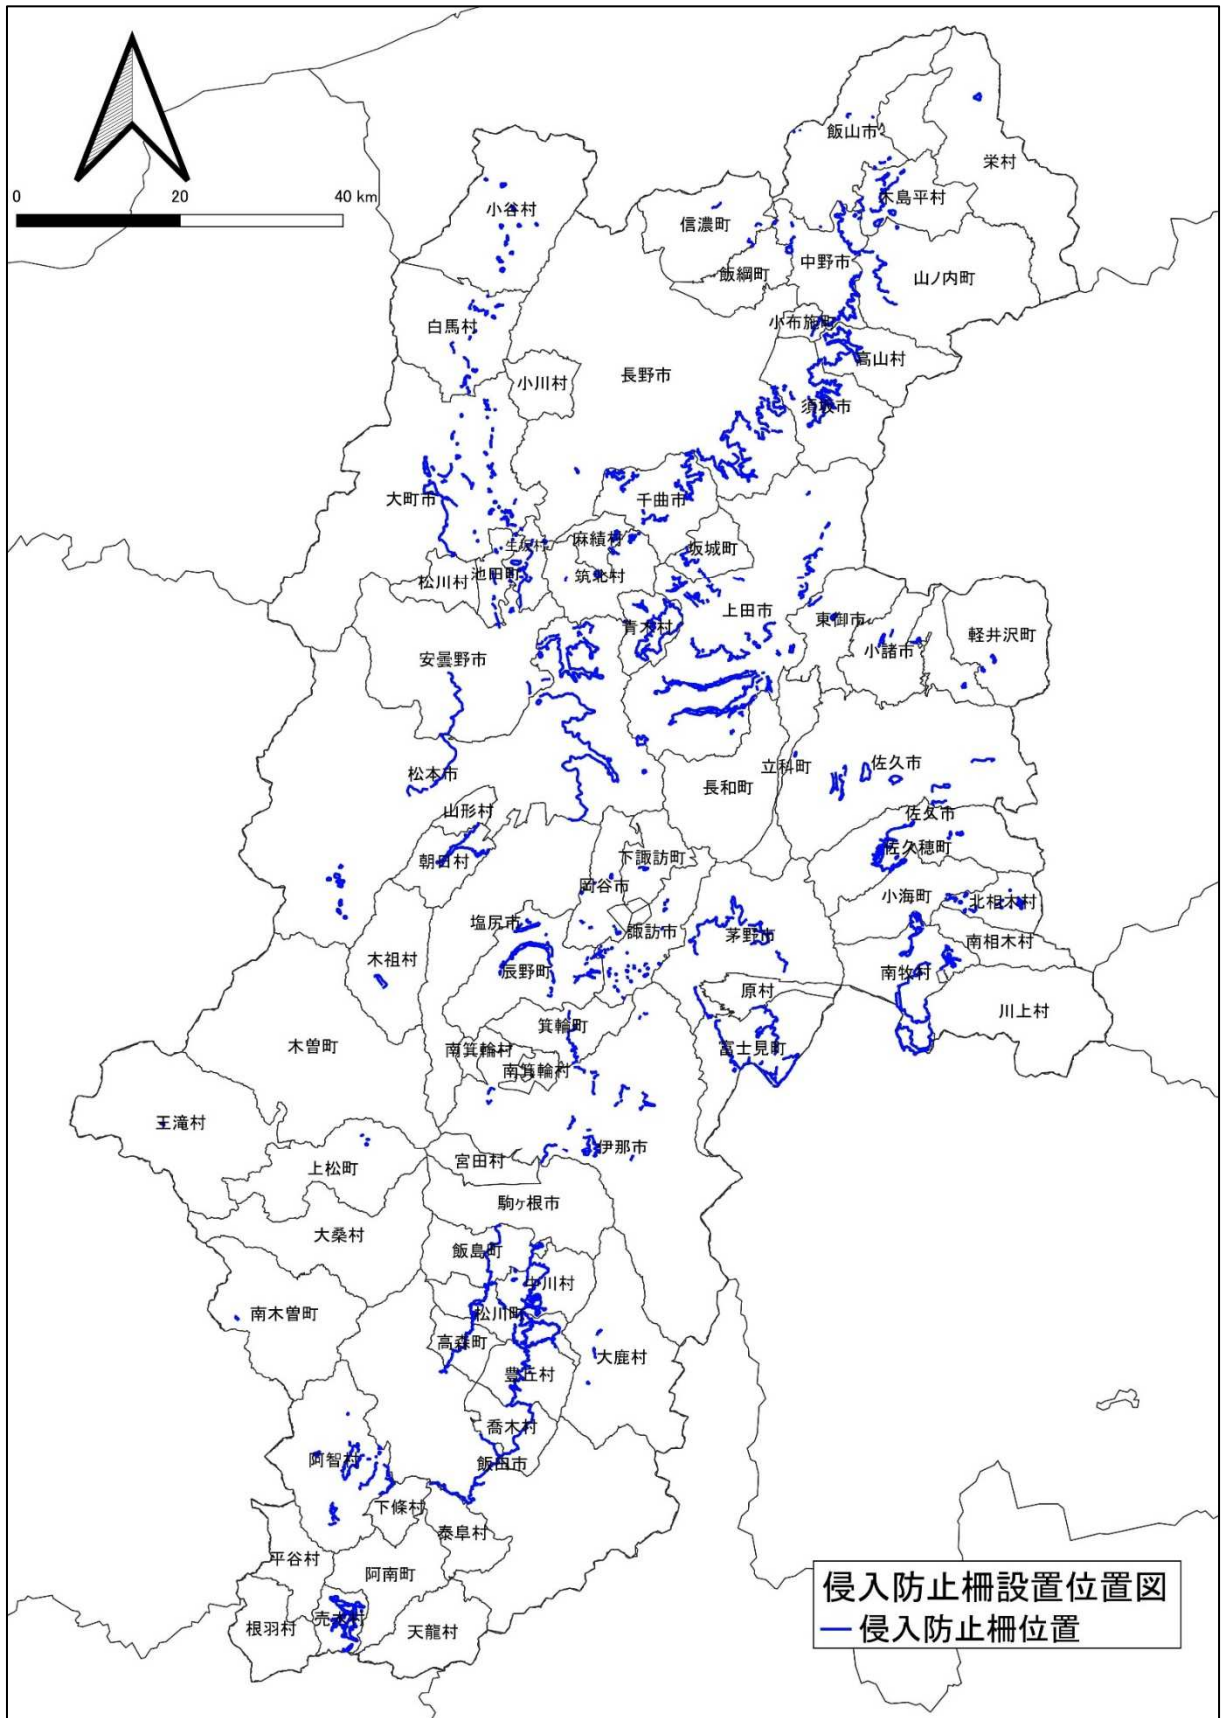 飯山市
栄村
0
20
40 km
小谷村
木島平村
信濃町
中野市
山ノ内町
飯綱町
白馬村
小布施町
高山村
長野市
小川村
須坂市
大町市
千曲市
麻績村
生坂村
坂城町
松川村
池田町
筑北村
上田市
東御市
青木村
軽井沢町
小諸市
安曇野市
松本市
立科町
佐久市
長和町
山形村
佐久市
朝日村
下諏訪町
佐久穂町
岡谷市
小海町
北相木村
塩尻市
諏訪市
茅野市
南相木村
木祖村
辰野町
南牧村
原村
川上村
箕輪町
木曽町
南箕輪村
富士見町
南箕輪村
王滝村
伊那市
上松町
宮田村
駒ヶ根市
大桑村
飯島町
中川村
南木曽町
松川町
高森町
大鹿村
豊丘村
喬木村
阿智村
飯田市
下條村
泰阜村
平谷村
阿南町
売木村
根羽村
天龍村
侵入防止柵設置位置図
侵入防止柵位置